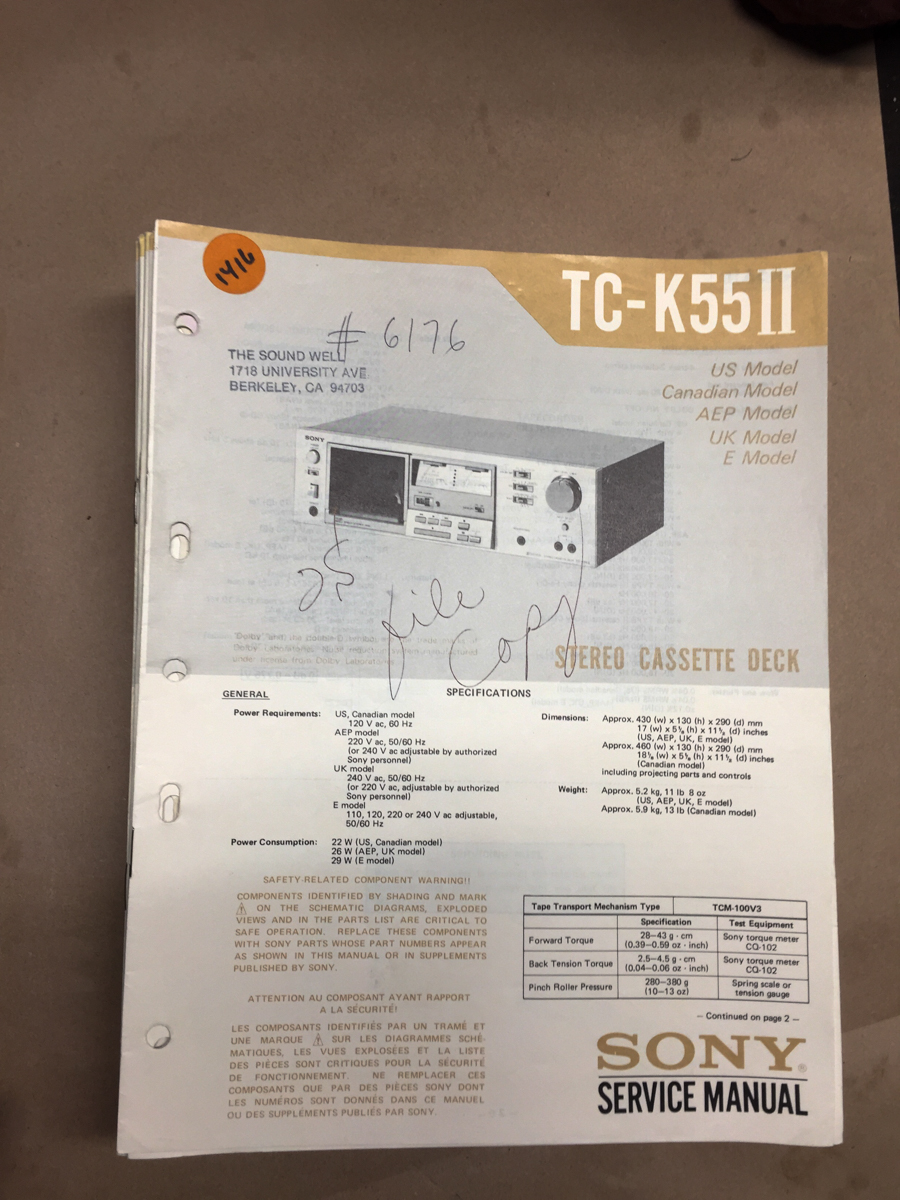 1416
TC-K55II
# 6176
THE SOUND WELL
1718 UNIVERSITY AVE.
BERKELEY, CA 94703
US Model
Canadian Model
AEP Model
UK Model
E Model
SONY
25
file
Copy
STEREO CASSETTE DECK
SPECIFICATIONS
GENERAL
Power Requirements: US, Canadian model
120 V ac, 60 Hz
AEP model
220 V ac, 50/60 Hz
(or 240 V ac adjustable by authorized
Sony personnel)
UK model
240 V ac, 50/60 Hz
(or 220 V ac, adjustable by authorized
Sony personnel)
E model
110, 120, 220 or 240 V ac adjustable,
50/60 Hz
Power Consumption: 22 W (US, Canadian model)
26 W (AEP, UK model)
29 W (E model)
Dimensions: Approx. 430 (w) x 130 (h) x 290 (d) mm
17 (w) x (h) x (d) inches
(US, AEP, UK, E model)
Approx. 460 (w) x 130 (h) x 290 (d) mm
(w) x (h) x (d) inches
(Canadian model)
including projecting parts and controls
Weight: Approx. 5.2 kg, 11 lb 8 oz
(US, AEP, UK, E model)
Approx. 5.9 kg, 13 lb (Canadian model)
SAFETY-RELATED COMPONENT WARNING!!
COMPONENTS IDENTIFIED BY SHADING AND MARK
⚠ ON THE SCHEMATIC DIAGRAMS, EXPLODED
VIEWS AND IN THE PARTS LIST ARE CRITICAL TO
SAFE OPERATION. REPLACE THESE COMPONENTS
WITH SONY PARTS WHOSE PART NUMBERS APPEAR
AS SHOWN IN THIS MANUAL OR IN SUPPLEMENTS
PUBLISHED BY SONY.
ATTENTION AU COMPOSANT AYANT RAPPORT
A LA SÉCURITÉ!
LES COMPOSANTS IDENTIFIÉS PAR UN TRAMÉ ET
UNE MARQUE ⚠ SUR LES DIAGRAMMES SCHÉ-
MATIQUES, LES VUES EXPLOSÉES ET LA LISTE
DES PIÈCES SONT CRITIQUES POUR LA SÉCURITÉ
DE FONCTIONNEMENT. NE REMPLACER CES
COMPOSANTS QUE PAR DES PIÈCES SONY DONT
LES NUMÉROS SONT DONNÉS DANS CE MANUEL
OU DES SUPPLÉMENTS PUBLIÉS PAR SONY.
Tape Transport Mechanism Type TCM-100V3
Specification Test Equipment
Forward Torque 28–43 g · cm (0.39–0.59 oz · inch) Sony torque meter CQ-102
Back Tension Torque 2.5–4.5 g · cm (0.04–0.06 oz · inch) Sony torque meter CQ-102
Pinch Roller Pressure 280–380 g (10–13 oz) Spring scale or tension gauge
– Continued on page 2 –
SONY®
SERVICE MANUAL